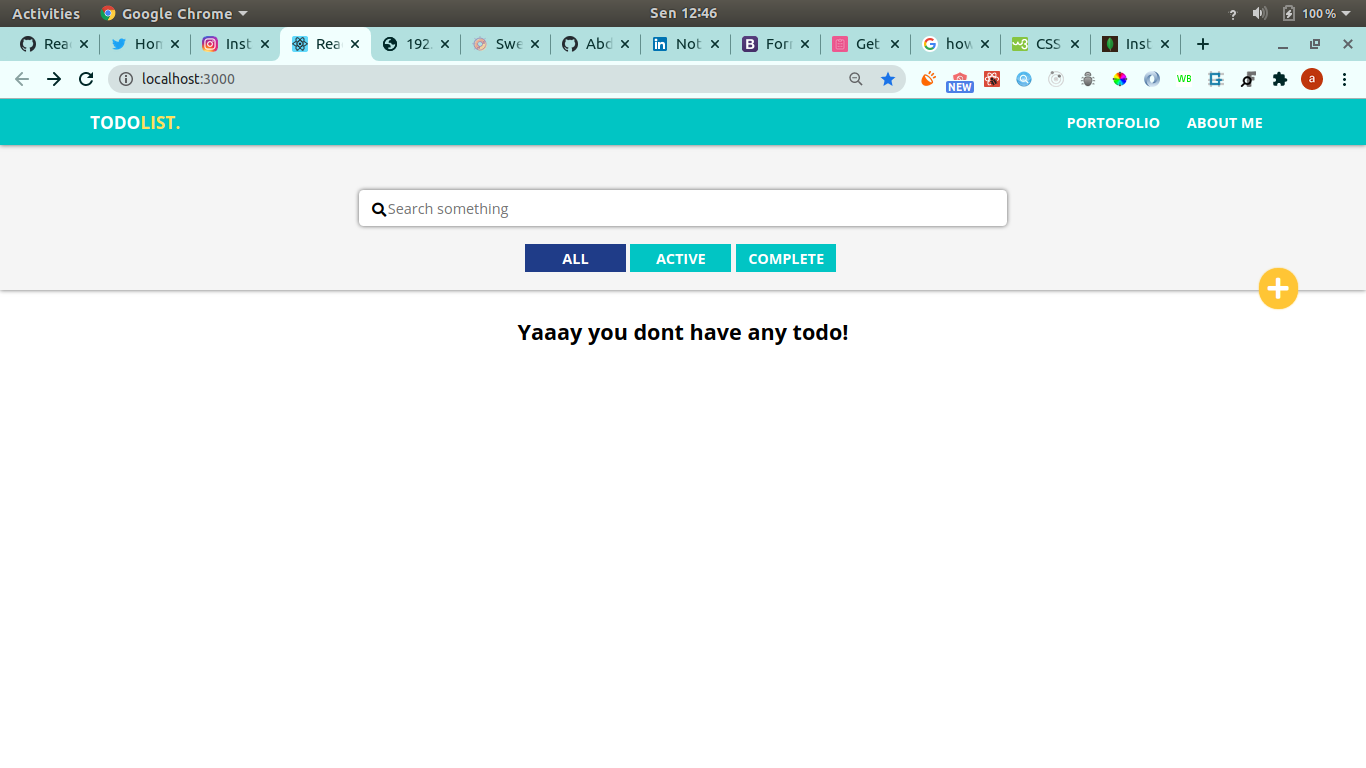 Activities Google Chrome Sen 12:46 ? 100 %
Rea Hon Inst Rea 192. Swe Abd Not Forr Get how CSS Inst
localhost:3000 NEW WB a
TODOLIST. PORTOFOLIO ABOUT ME
Search something
ALL ACTIVE COMPLETE
Yaaay you dont have any todo!